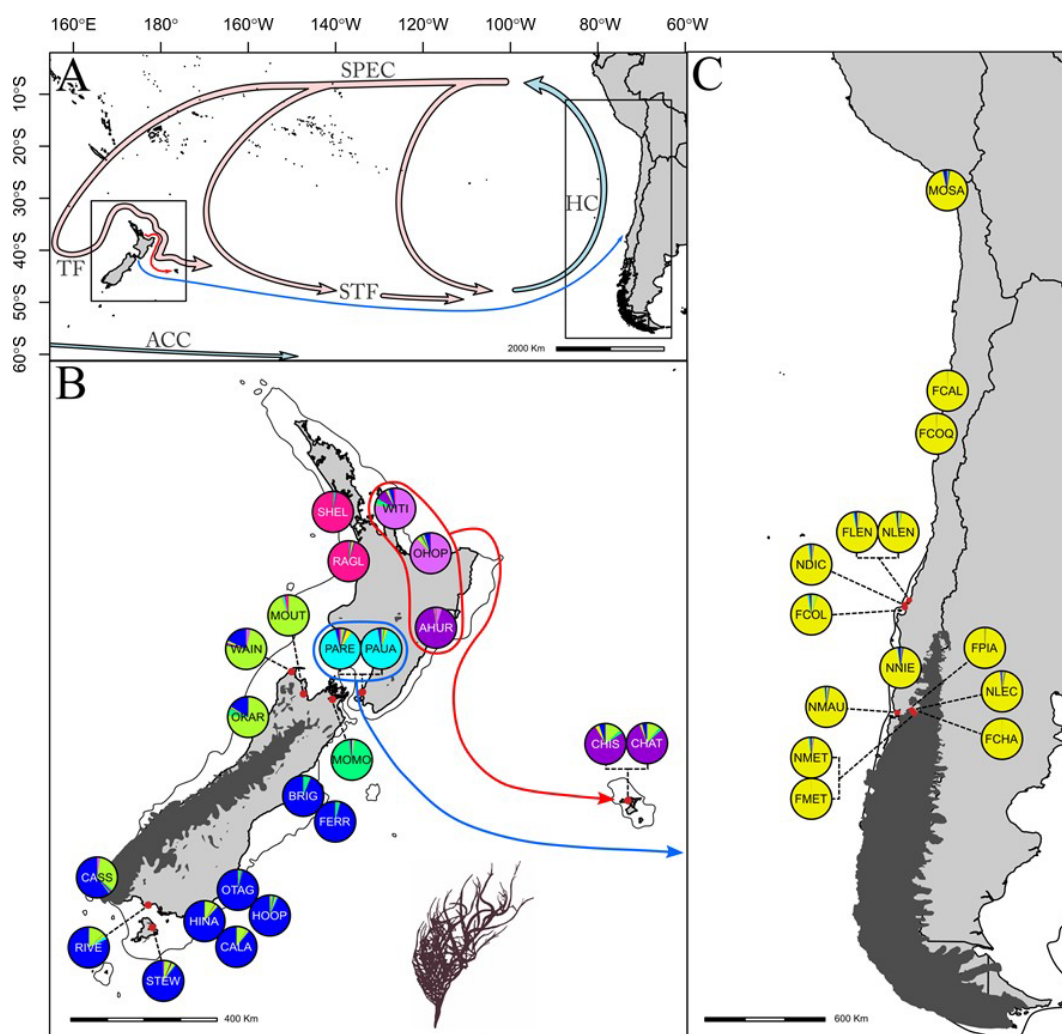 160°E 180° 160°W 140°W 120°W 100°W 80°W 60°W
10°S
20°S
30°S
40°S
50°S
60°S
A
SPEC
HC
TF
STF
ACC
2000 Km
B
SHEL
WITI
RAGL
OHOP
MOUT
AHUR
WAIN
PARE
PAUA
OKAR
MOMO
CHIS
CHAT
BRIG
FERR
CASS
OTAG
HINA
HOOP
RIVE
CALA
STEW
400 Km
C
MOSA
FCAL
FCOQ
FLEN
NLEN
NDIC
FCOL
FPIA
NNIE
NLEC
NMAU
FCHA
NMET
FMET
600 Km